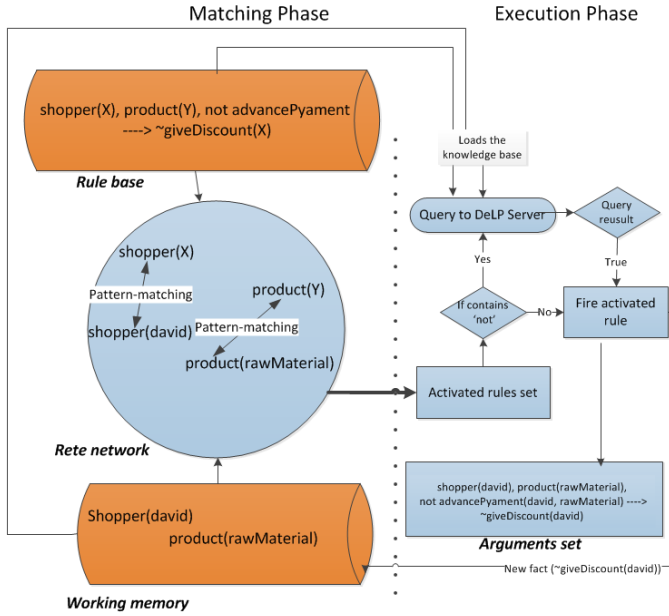 Matching Phase
Execution Phase
shopper(X), product(Y), not advancePyament
----> ~giveDiscount(X)
Rule base
Loads the
knowledge base
Query to DeLP Server
Query
reusult
Yes
True
shopper(X)
Pattern-matching
shopper(david)
product(Y)
Pattern-matching
product(rawMaterial)
If contains
‘not’
No
Fire activated
rule
Activated rules set
Rete network
shopper(david), product(rawMaterial),
not advancePyament(david, rawMaterial) ---->
~giveDiscount(david)
Arguments set
Shopper(david)
product(rawMaterial)
New fact (~giveDiscount(david))
Working memory